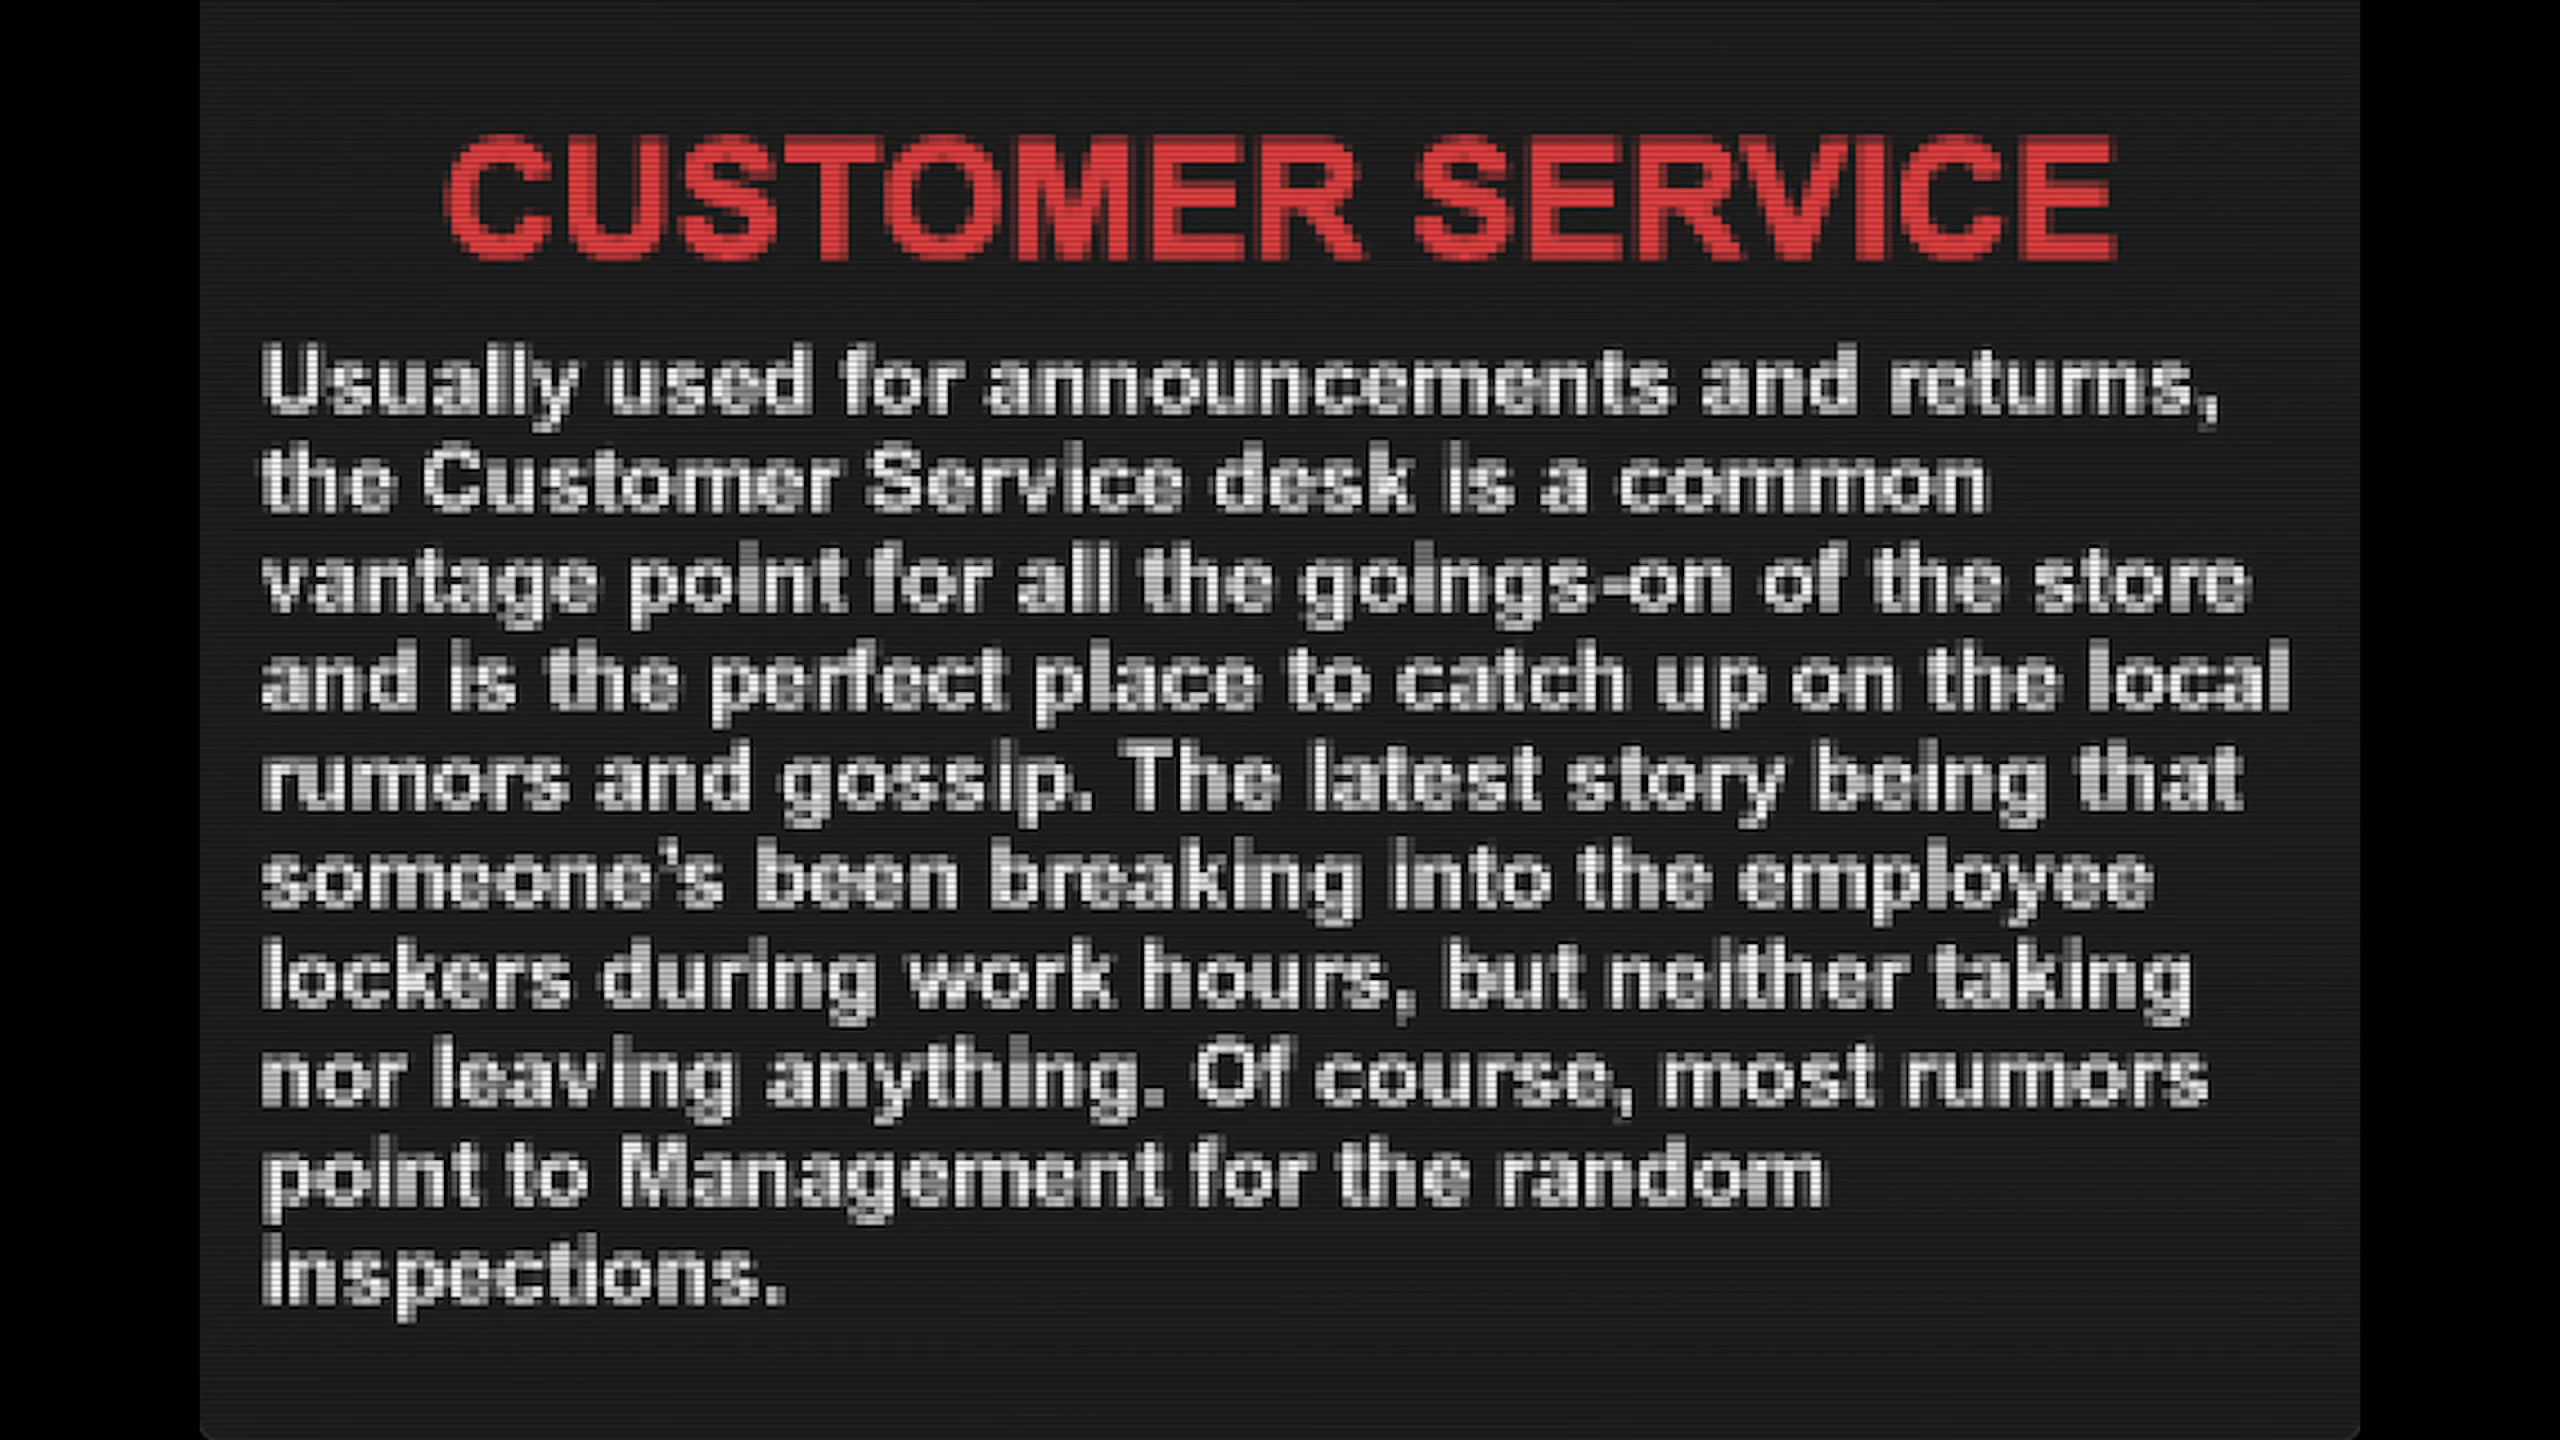 CUSTOMER SERVICE
Usually used for announcements and returns,
the Customer Service desk is a common
vantage point for all the goings-on of the store
and is the perfect place to catch up on the local
rumors and gossip. The latest story being that
someone's been breaking into the employee
lockers during work hours, but neither taking
nor leaving anything. Of course, most rumors
point to Management for the random
inspections.